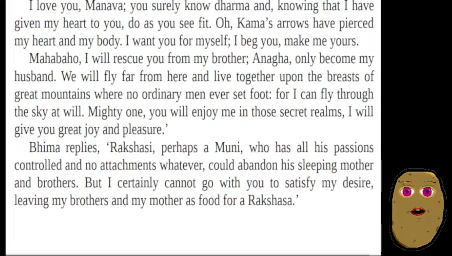 I love you, Manava; you surely know dharma and, knowing that I have
given my heart to you, do as you see fit. Oh, Kama's arrows have pierced
my heart and my body. I want you for myself; I beg you, make me yours.
Mahabaho, I will rescue you from my brother; Anagha, only become my
husband. We will fly far from here and live together upon the breasts of
great mountains where no ordinary men ever set foot: for I can fly through
the sky at will. Mighty one, you will enjoy me in those secret realms, I will
give you great joy and pleasure.'
Bhima replies, 'Rakshasi, perhaps a Muni, who has all his passions
controlled and no attachments whatever, could abandon his sleeping mother
and brothers. But I certainly cannot go with you to satisfy my desire,
leaving my brothers and my mother as food for a Rakshasa.'